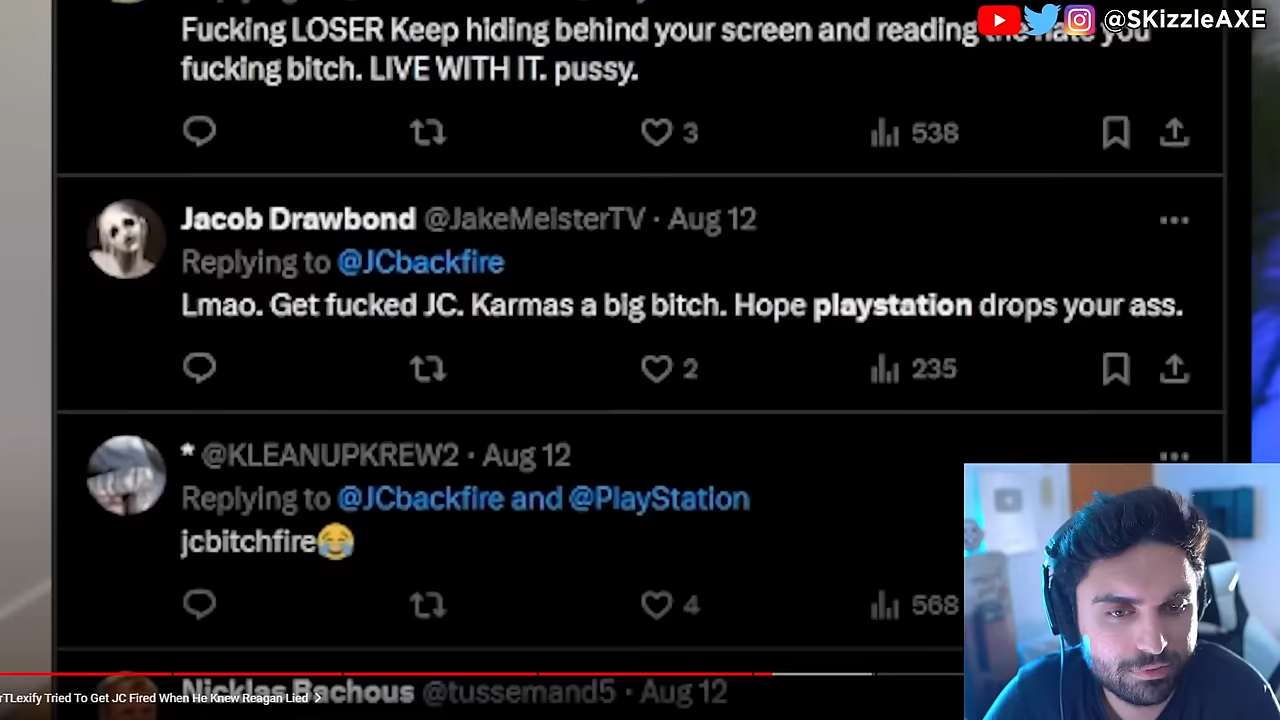 @SKizzleAXE
Fucking LOSER Keep hiding behind your screen and reading the hate you
fucking bitch. LIVE WITH IT. pussy.
3
538
Jacob Drawbond @JakeMeisterTV · Aug 12
Replying to @JCbackfire
Lmao. Get fucked JC. Karmas a big bitch. Hope playstation drops your ass.
2
235
* @KLEANUPKREW2 · Aug 12
Replying to @JCbackfire and @PlayStation
jcbitchfire😂
4
568
Nicklas Bachous @tussemand5 · Aug 12
rTLexify Tried To Get JC Fired When He Knew Reagan Lied >